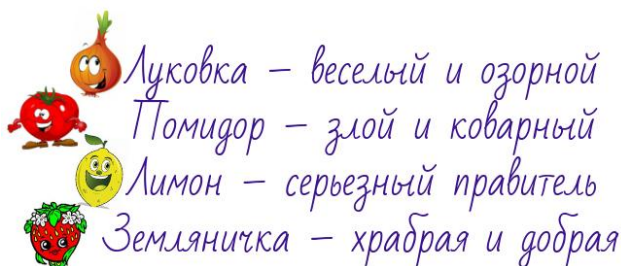 Луковка – веселый и озорной
Помидор – злой и коварный
Лимон – серьезный правитель
Земляничка – храбрая и добрая